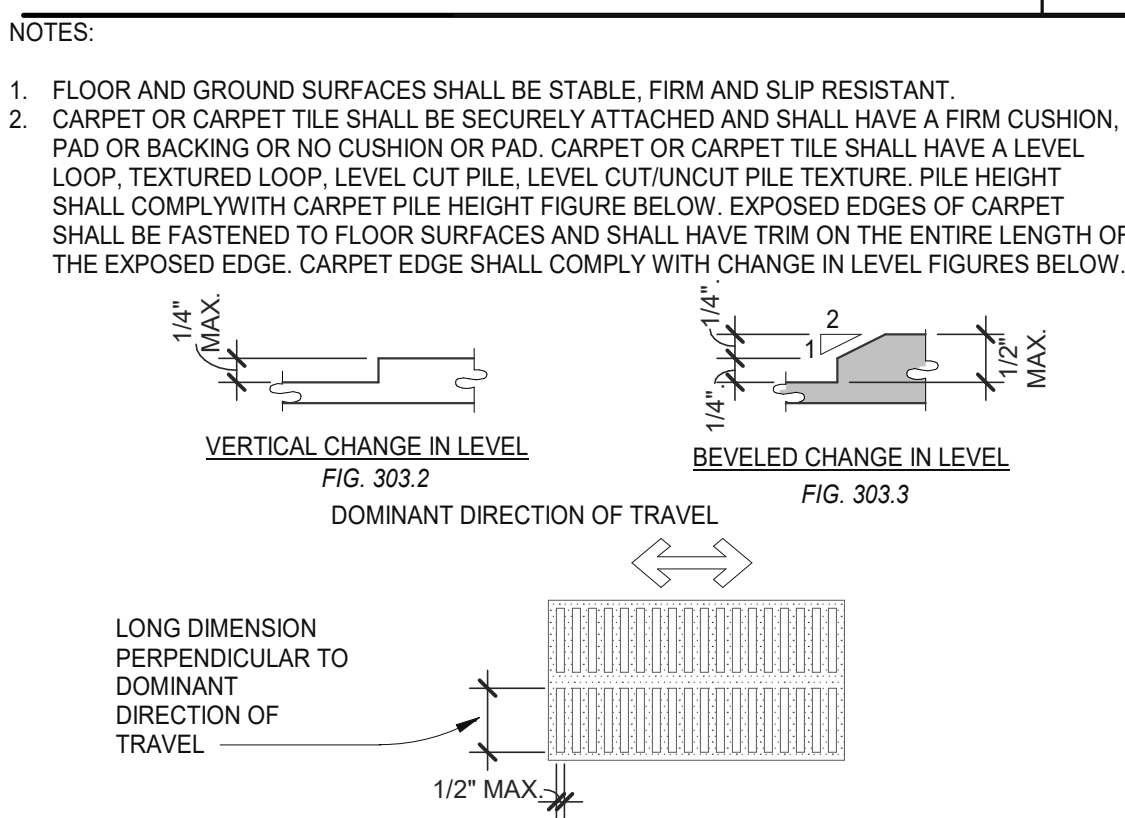 NOTES:
1. FLOOR AND GROUND SURFACES SHALL BE STABLE, FIRM AND SLIP RESISTANT.
2. CARPET OR CARPET TILE SHALL BE SECURELY ATTACHED AND SHALL HAVE A FIRM CUSHION,
PAD OR BACKING OR NO CUSHION OR PAD. CARPET OR CARPET TILE SHALL HAVE A LEVEL
LOOP, TEXTURED LOOP, LEVEL CUT PILE, LEVEL CUT/UNCUT PILE TEXTURE. PILE HEIGHT
SHALL COMPLYWITH CARPET PILE HEIGHT FIGURE BELOW. EXPOSED EDGES OF CARPET
SHALL BE FASTENED TO FLOOR SURFACES AND SHALL HAVE TRIM ON THE ENTIRE LENGTH OF
THE EXPOSED EDGE. CARPET EDGE SHALL COMPLY WITH CHANGE IN LEVEL FIGURES BELOW.
1/4"
MAX.
VERTICAL CHANGE IN LEVEL
FIG. 303.2
1/4".
1/4".
2
1
1/2"
MAX.
BEVELED CHANGE IN LEVEL
FIG. 303.3
DOMINANT DIRECTION OF TRAVEL
LONG DIMENSION
PERPENDICULAR TO
DOMINANT
DIRECTION OF
TRAVEL
1/2" MAX.